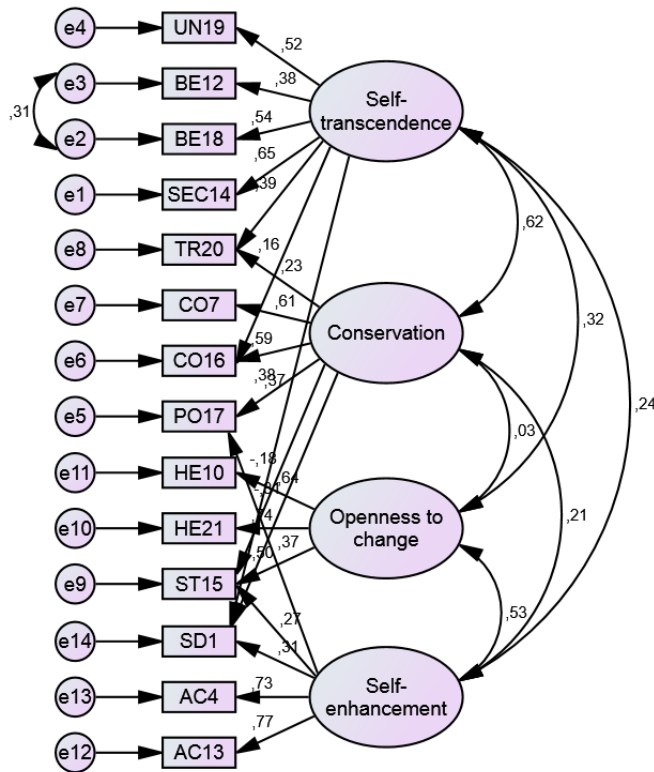 e4
UN19
,52
e3
BE12
,38
Self-
transcendence
,31
,54
e2
BE18
,65
e1
SEC14
,39
e8
TR20
,16
,62
,23
e7
CO7
,61
Conservation
,32
e6
CO16
,59
,38
,37
e5
PO17
,24
,03
-,18
e11
HE10
,64
e10
HE21
,74
Openness to
change
,21
,50
,37
e9
ST15
,53
,27
e14
SD1
,31
Self-
enhancement
e13
AC4
,73
,77
e12
AC13